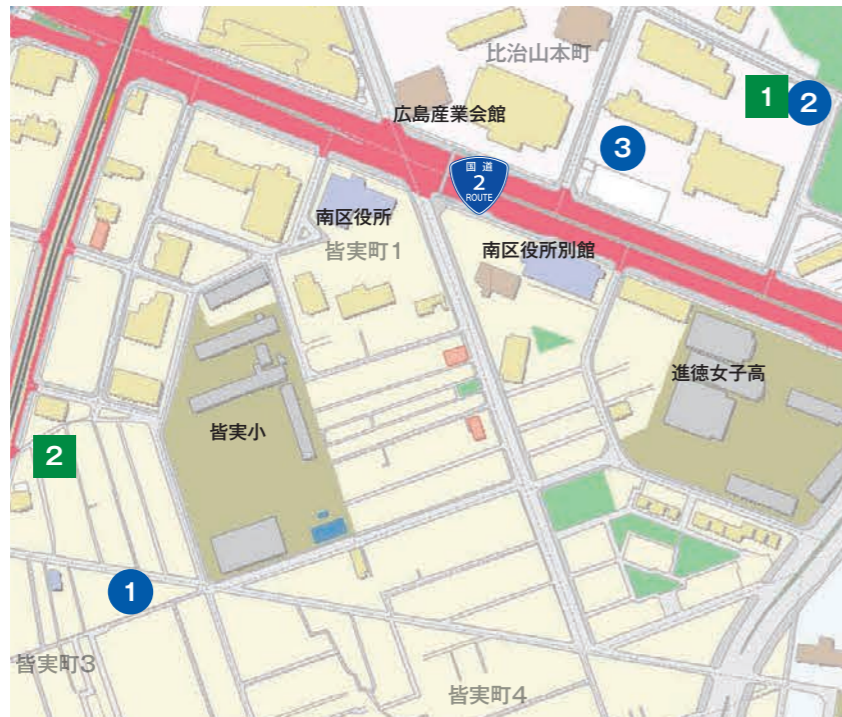 比治山本町
1
2
広島産業会館
3
国道
2
ROUTE
南区役所
皆実町1
南区役所別館
進徳女子高
皆実小
2
1
皆実町3
皆実町4